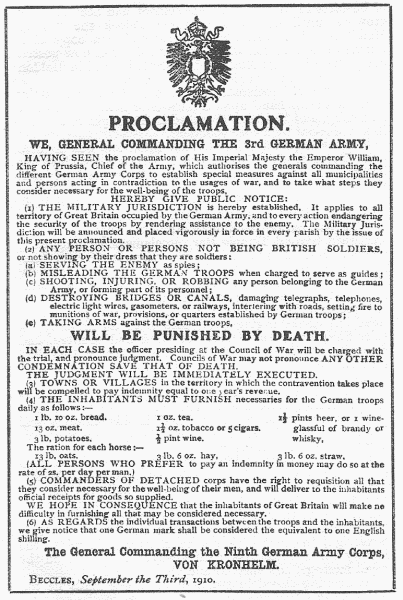 PROCLAMATION.
WE, GENERAL COMMANDING THE 3rd GERMAN ARMY,
HAVING SEEN the proclamation of His Imperial Majesty the Emperor William,
King of Prussia, Chief of the Army, which authorises the generals commanding the
different German Army Corps to establish special measures against all municipalities
and persons acting in contradiction to the usages of war, and to take what steps they
consider necessary for the well-being of the troops,
HEREBY GIVE PUBLIC NOTICE:
(1) THE MILITARY JURISDICTION is hereby established. It applies to all
territory of Great Britain occupied by the German Army, and to every action endangering
the security of the troops by rendering assistance to the enemy. The Military Juris-
diction will be announced and placed vigorously in force in every parish by the issue of
this present proclamation.
(2) ANY PERSON OR PERSONS NOT BEING BRITISH SOLDIERS,
or not showing by their dress that they are soldiers:
(a) SERVING THE ENEMY as spies;
(b) MISLEADING THE GERMAN TROOPS when charged to serve as guides;
(c) SHOOTING, INJURING, OR ROBBING any person belonging to the German
Army, or forming part of its personnel;
(d) DESTROYING BRIDGES OR CANALS, damaging telegraphs, telephones,
electric light wires, gasometers, or railways, interfering with roads, setting fire to
munitions of war, provisions, or quarters established by German troops;
(e) TAKING ARMS against the German troops,
WILL BE PUNISHED BY DEATH.
IN EACH CASE the officer presiding at the Council of War will be charged with
the trial, and pronounce judgment. Councils of War may not pronounce ANY OTHER
CONDEMNATION SAVE THAT OF DEATH.
THE JUDGMENT WILL BE IMMEDIATELY EXECUTED.
(3) TOWNS OR VILLAGES in the territory in which the contravention takes place
will be compelled to pay indemnity equal to one year's revenue.
(4) THE INHABITANTS MUST FURNISH necessaries for the German troops
daily as follows:—
1 lb. 10 oz. bread. 1 oz. tea. 1½ pints beer, or 1 wine-
13 oz. meat. 1½ oz. tobacco or 5 cigars. glassful of brandy or
3 lb. potatoes. ½ pint wine. whisky,
The ration for each horse:—
13 lb. oats. 3 lb. 6 oz. hay, 3 lb. 6 oz. straw.
(ALL PERSONS WHO PREFER to pay an indemnity in money may do so at the
rate of 2s. per day per man.)
(5) COMMANDERS OF DETACHED corps have the right to requisition all that
they consider necessary for the well-being of their men, and will deliver to the inhabitants
official receipts for goods so supplied.
WE HOPE IN CONSEQUENCE that the inhabitants of Great Britain will make no
difficulty in furnishing all that may be considered necessary.
(6) AS REGARDS the individual transactions between the troops and the inhabitants,
we give notice that one German mark shall be considered the equivalent to one English
shilling.
The General Commanding the Ninth German Army Corps,
VON KRONHELM.
BECCLES, September the Third, 1910.